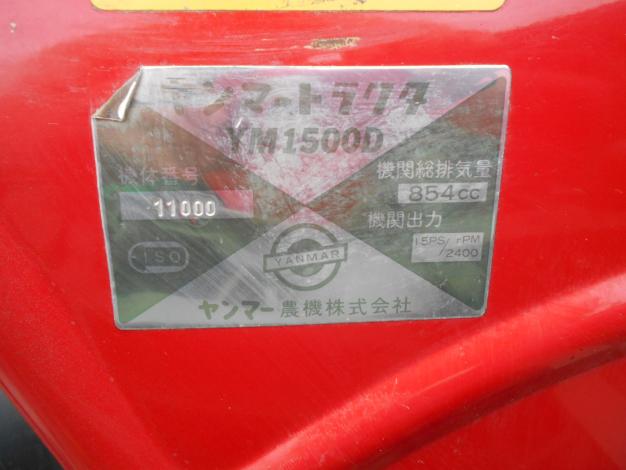 ヤンマートラクタ
YM1500D
機体番号
11000
機関総排気量
854CC
機関出力
15PS/rPM
2400
ISO
YANMAR
ヤンマー農機株式会社